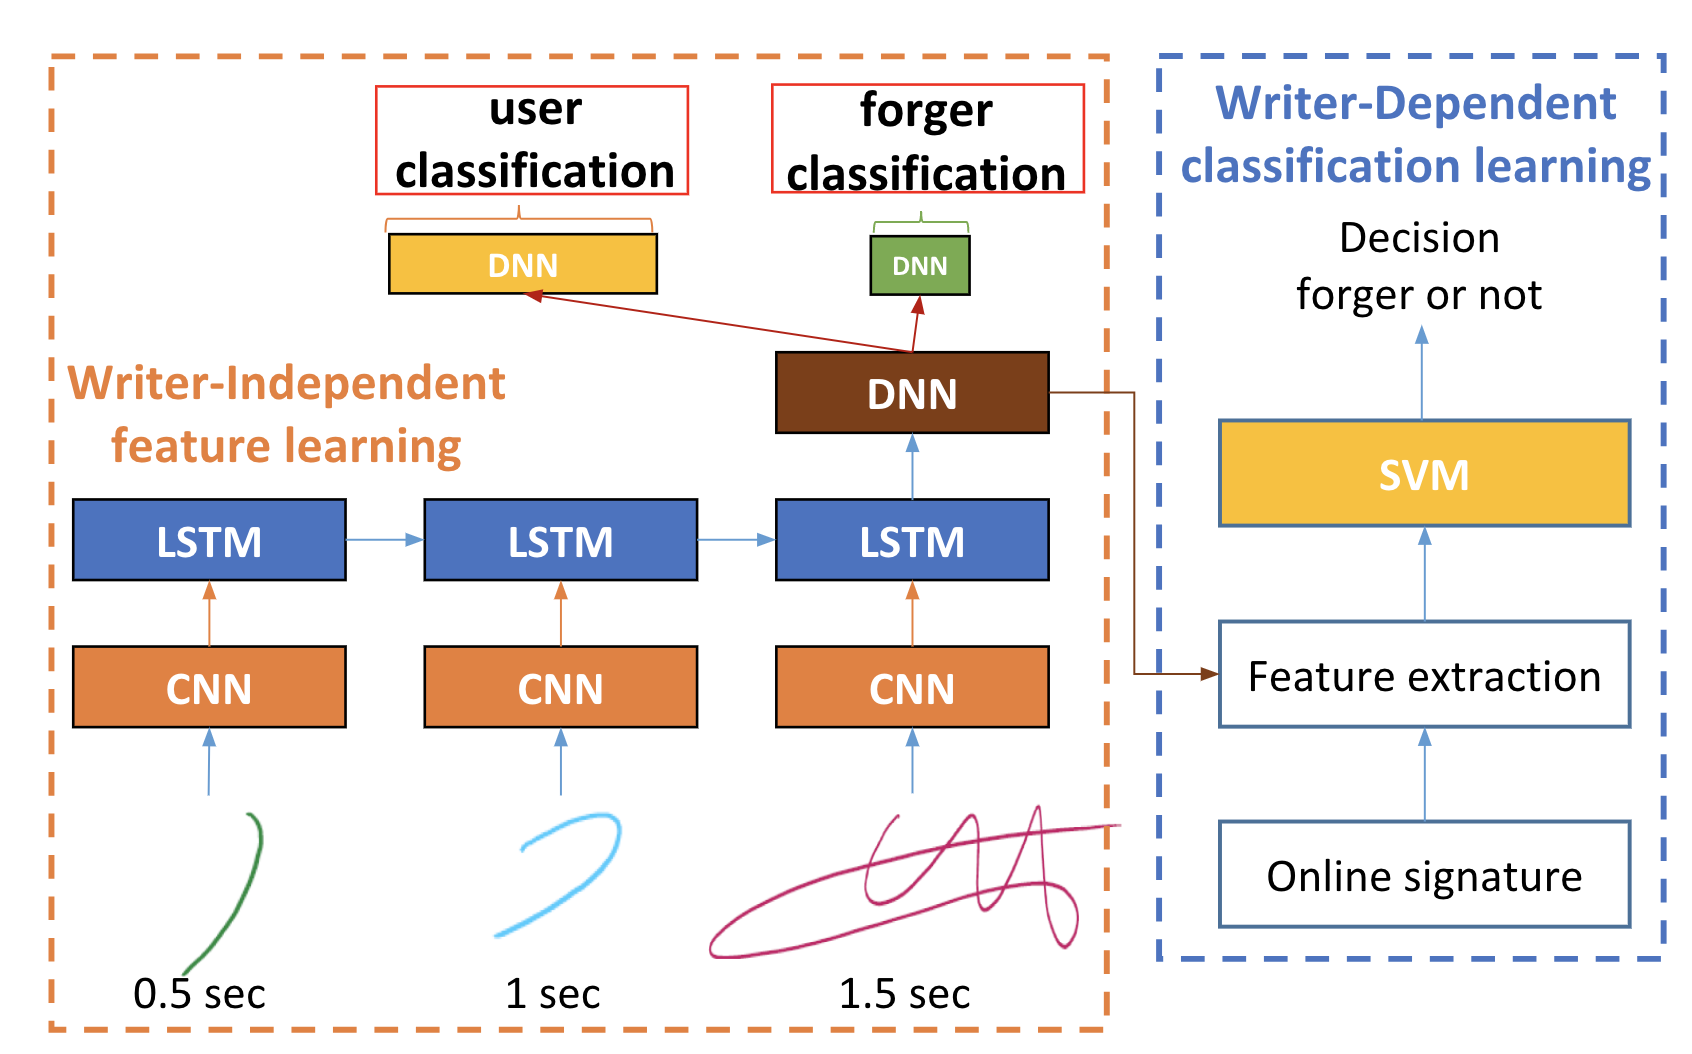 user
classification
forger
classification
DNN
DNN
Writer-Independent
feature learning
DNN
LSTM
LSTM
LSTM
CNN
CNN
CNN
0.5 sec
1 sec
1.5 sec
Writer-Dependent
classification learning
Decision
forger or not
SVM
Feature extraction
Online signature